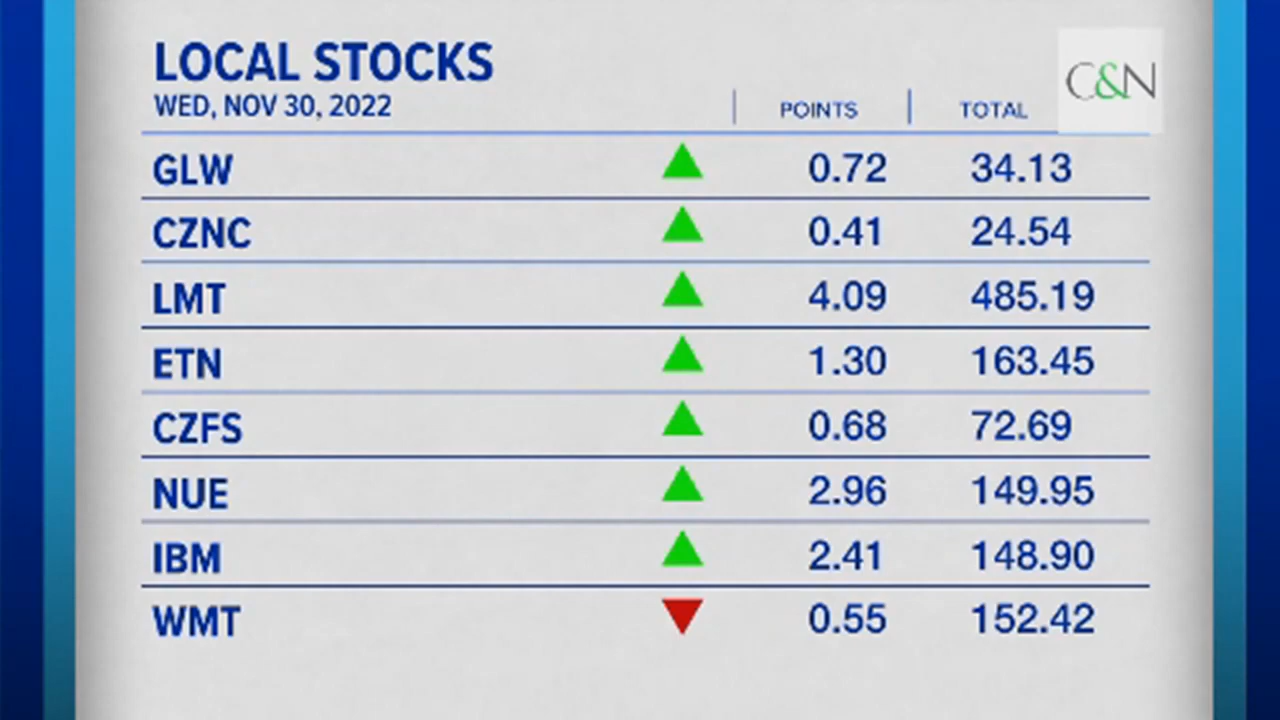 LOCAL STOCKS
WED, NOV 30, 2022
POINTS TOTAL
C&N
GLW 0.72 34.13
CZNC 0.41 24.54
LMT 4.09 485.19
ETN 1.30 163.45
CZFS 0.68 72.69
NUE 2.96 149.95
IBM 2.41 148.90
WMT 0.55 152.42